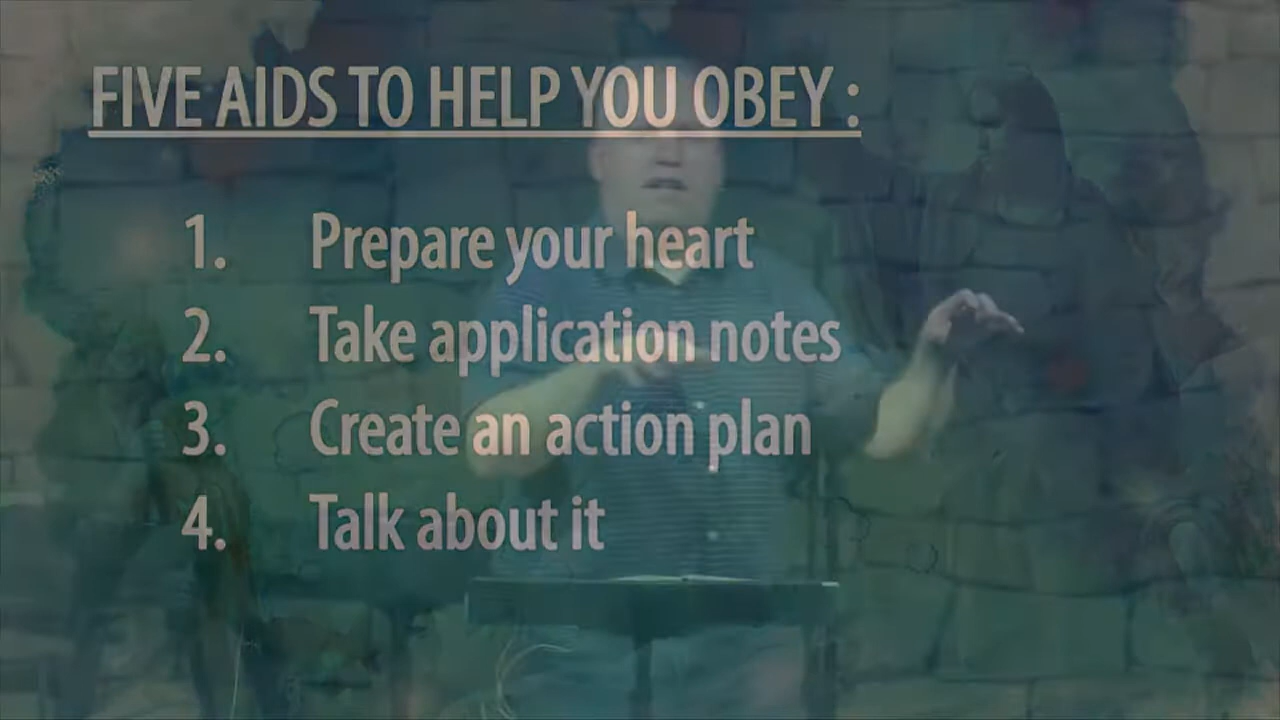 FIVE AIDS TO HELP YOU OBEY :
1. Prepare your heart
2. Take application notes
3. Create an action plan
4. Talk about it